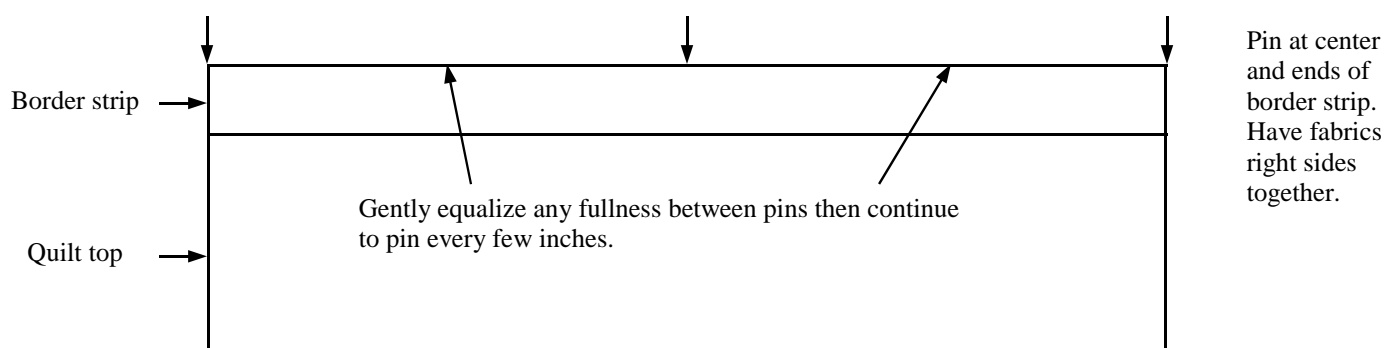 Pin at center
and ends of
border strip.
Have fabrics
right sides
together.
Border strip
Gently equalize any fullness between pins then continue
to pin every few inches.
Quilt top